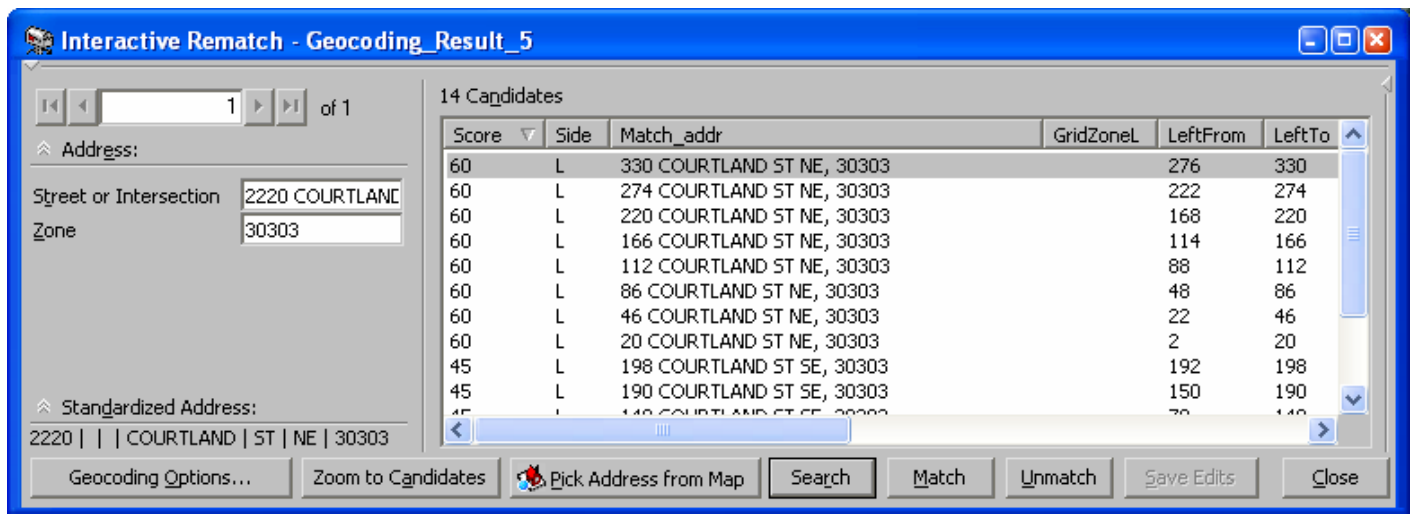 Interactive Rematch - Geocoding_Result_5
1 of 1
14 Candidates
Address:
Street or Intersection 2220 COURTLAND
Zone 30303
Standardized Address:
2220 | | | COURTLAND | ST | NE | 30303
Score Side Match_addr GridZoneL LeftFrom LeftTo
60 L 330 COURTLAND ST NE, 30303 276 330
60 L 274 COURTLAND ST NE, 30303 222 274
60 L 220 COURTLAND ST NE, 30303 168 220
60 L 166 COURTLAND ST NE, 30303 114 166
60 L 112 COURTLAND ST NE, 30303 88 112
60 L 86 COURTLAND ST NE, 30303 48 86
60 L 46 COURTLAND ST NE, 30303 22 46
60 L 20 COURTLAND ST NE, 30303 2 20
45 L 198 COURTLAND ST SE, 30303 192 198
45 L 190 COURTLAND ST SE, 30303 150 190
Geocoding Options... Zoom to Candidates Pick Address from Map Search Match Unmatch Save Edits Close